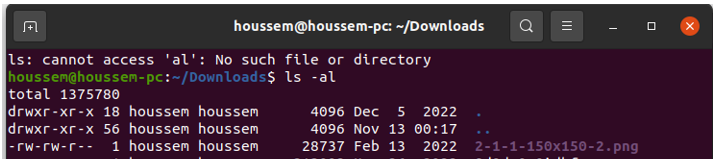 houssem@houssem-pc: ~/Downloads
ls: cannot access 'al': No such file or directory
houssem@houssem-pc:~/Downloads$ ls -al
total 1375780
drwxr-xr-x 18 houssem houssem 4096 Dec 5 2022 .
drwxr-xr-x 56 houssem houssem 4096 Nov 13 00:17 ..
-rw-rw-r-- 1 houssem houssem 28737 Feb 13 2022 2-1-1-150x150-2.png